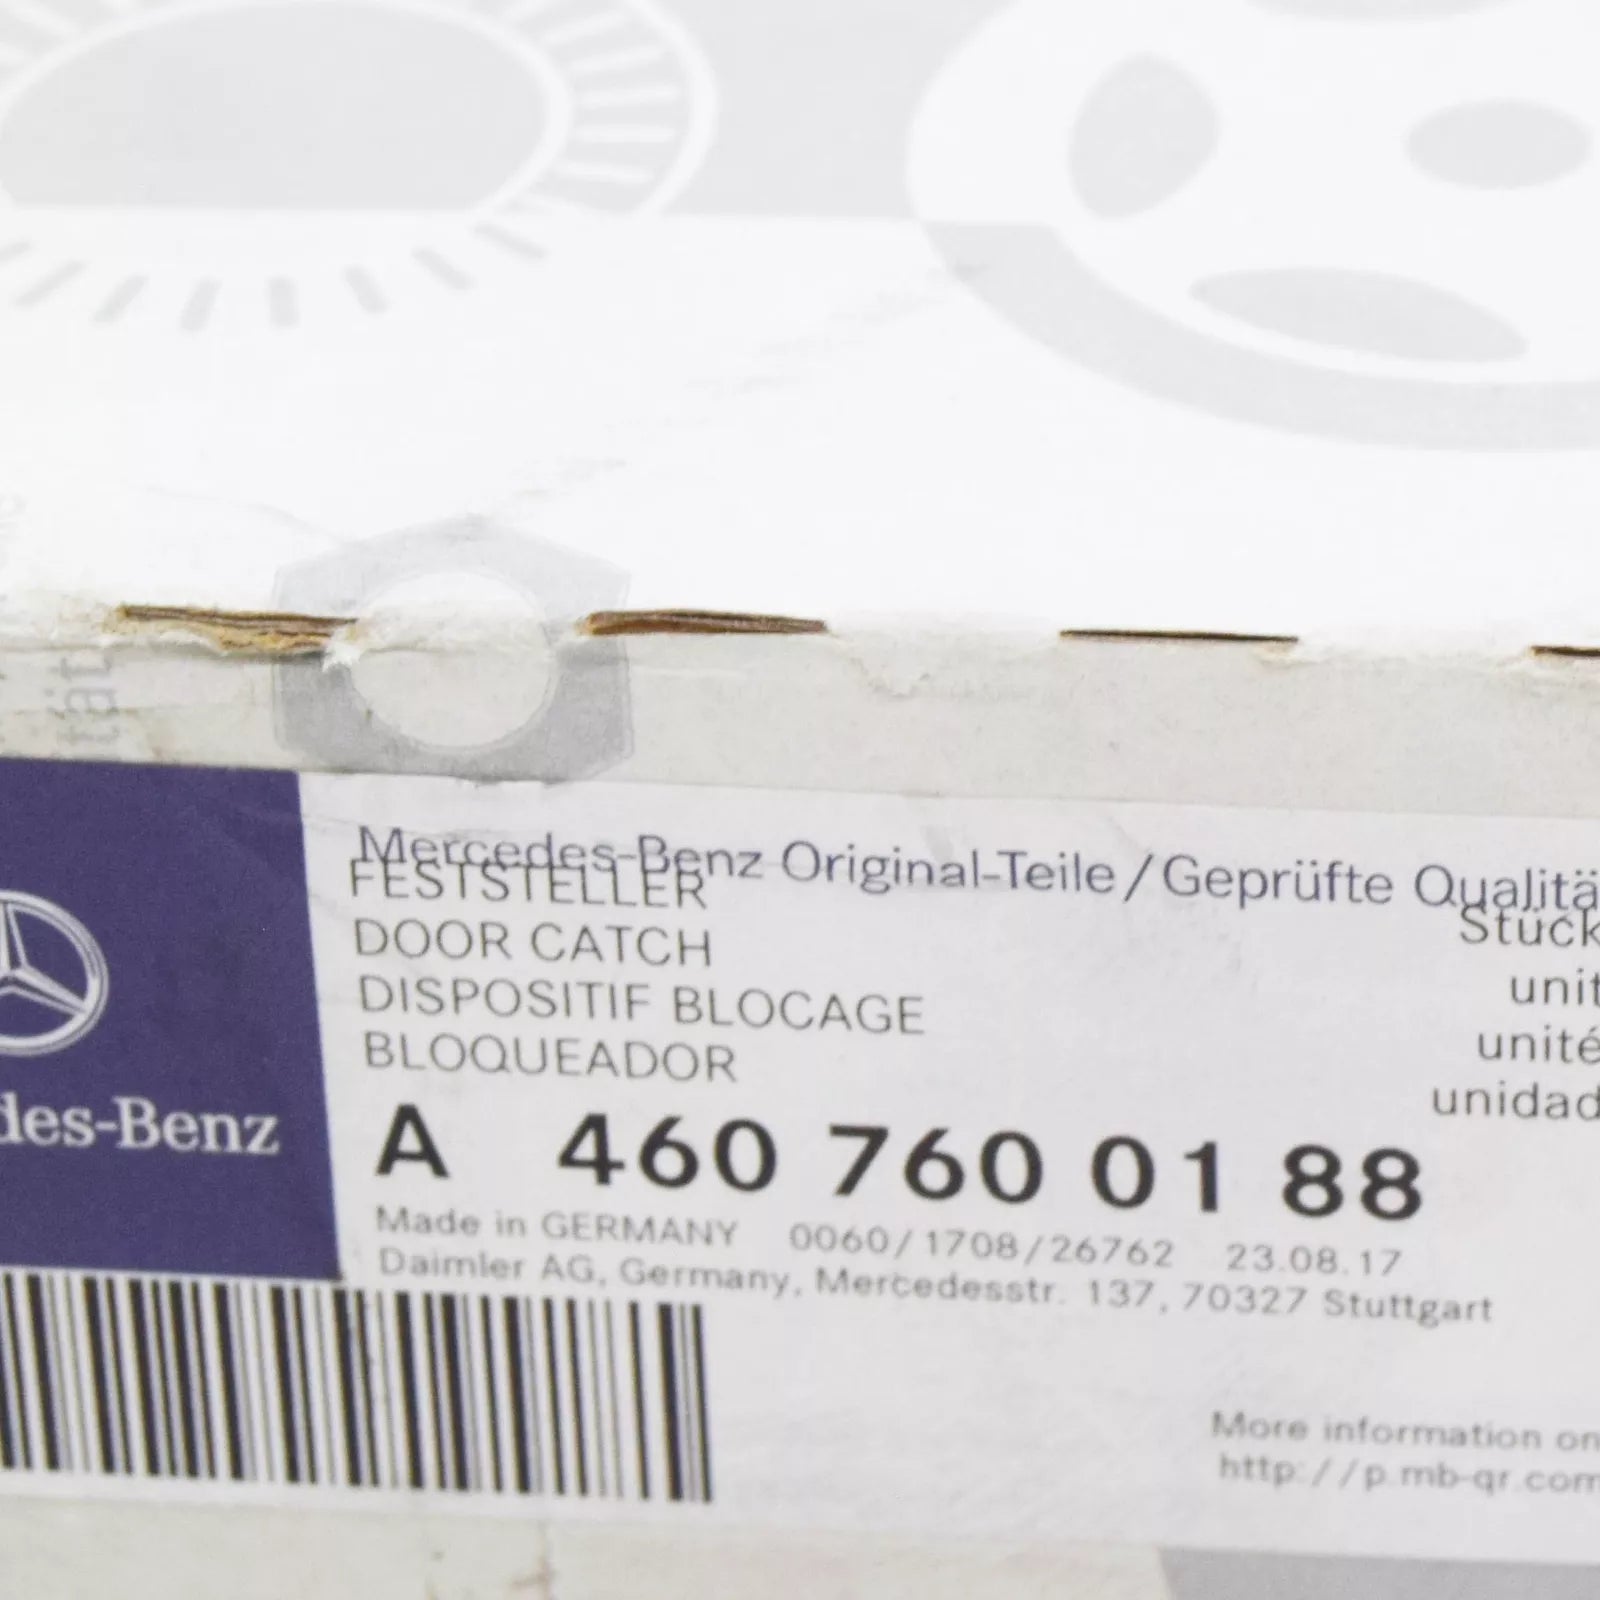 tät
Mercedes-Benz Original-Teile / Geprüfte Qualitä
FESTSTELLER
Stück
DOOR CATCH
unit
DISPOSITIF BLOCAGE
unité
BLOQUEADOR
unidad
des-Benz
A 460 760 01 88
Made in GERMANY 0060/1708/26762 23.08.17
Daimler AG, Germany, Mercedesstr. 137, 70327 Stuttgart
More information on
http://p.mb-qr.com